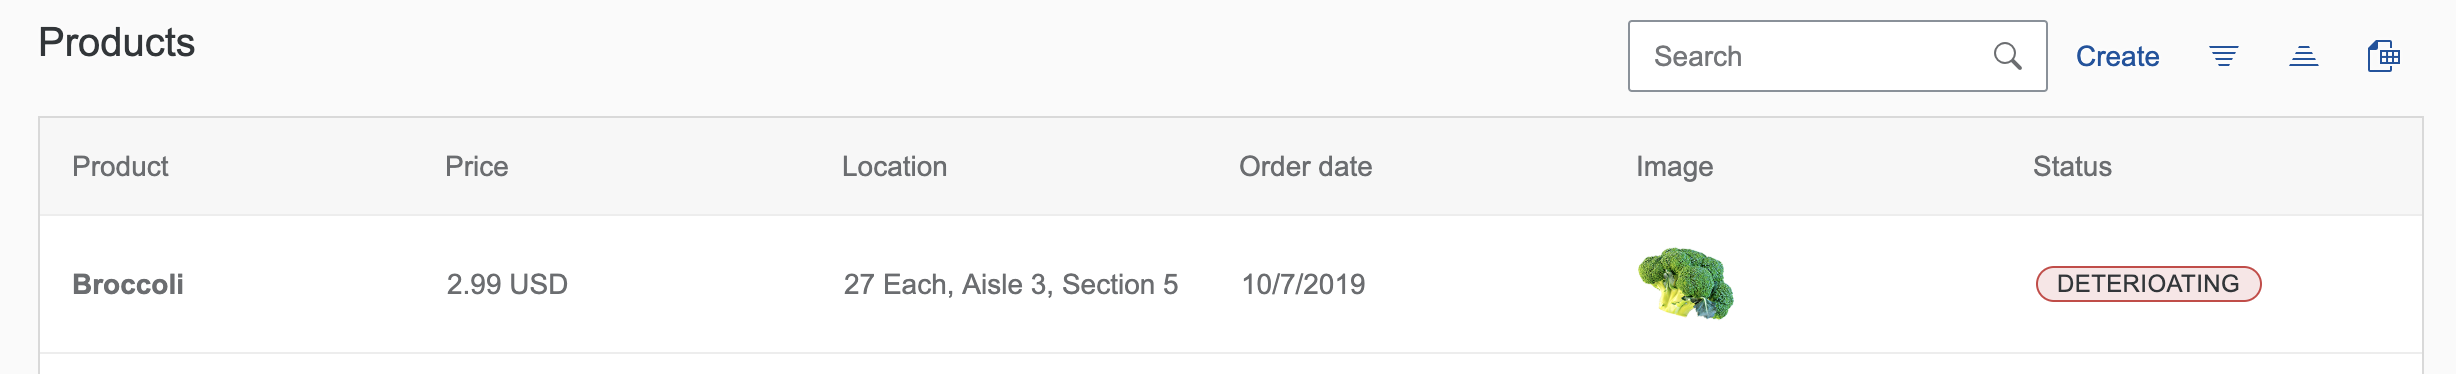 Products
Search
Create
Product Price Location Order date Image Status
Broccoli 2.99 USD 27 Each, Aisle 3, Section 5 10/7/2019 DETERIOATING